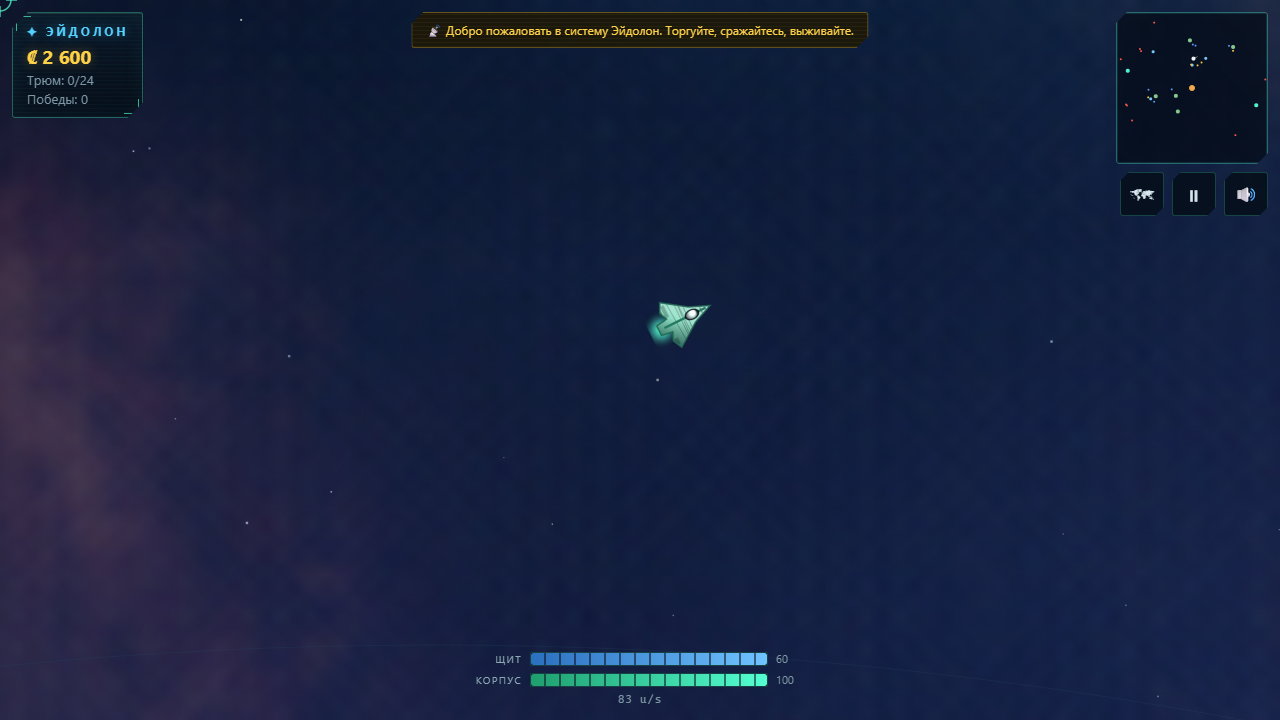 ✦ ЭЙДОЛОН
₡ 2 600
Трюм: 0/24
Победы: 0
Добро пожаловать в систему Эйдолон. Торгуйте, сражайтесь, выживайте.
ЩИТ 60
КОРПУС 100
83 u/s